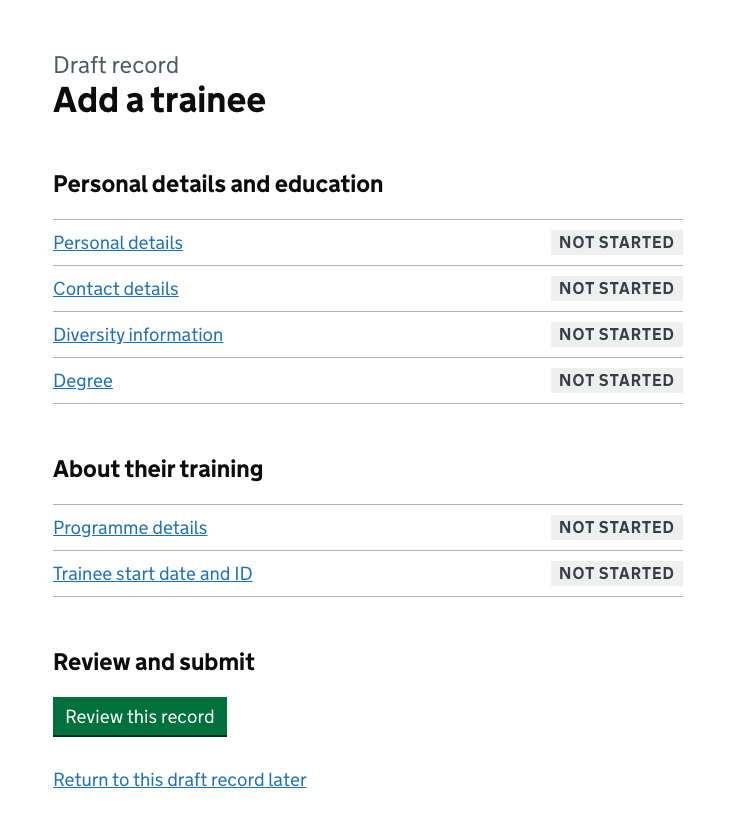 Draft record
Add a trainee
Personal details and education
Personal details NOT STARTED
Contact details NOT STARTED
Diversity information NOT STARTED
Degree NOT STARTED
About their training
Programme details NOT STARTED
Trainee start date and ID NOT STARTED
Review and submit
Review this record
Return to this draft record later